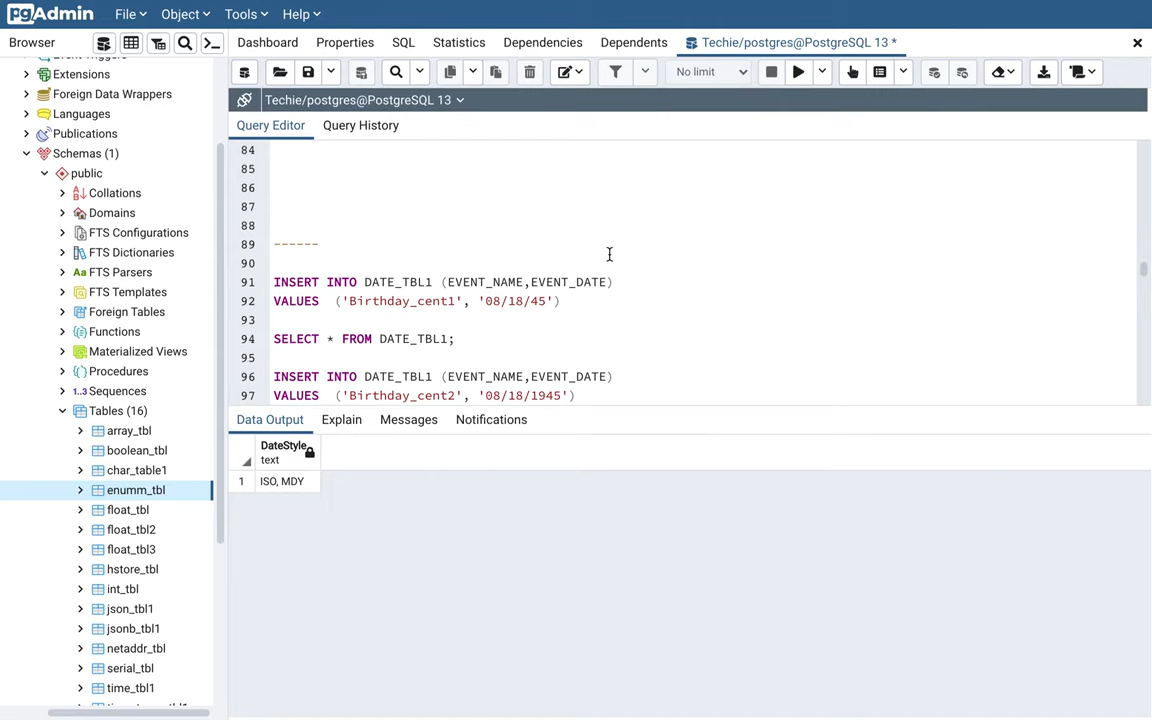 pgAdmin File Object Tools Help
Browser Dashboard Properties SQL Statistics Dependencies Dependents Techie/postgres@PostgreSQL 13 *
No limit
Techie/postgres@PostgreSQL 13
Query Editor Query History
Extensions
Foreign Data Wrappers
Languages
Publications
Schemas (1)
public
Collations
Domains
FTS Configurations
FTS Dictionaries
FTS Parsers
FTS Templates
Foreign Tables
Functions
Materialized Views
Procedures
1..3 Sequences
Tables (16)
array_tbl
boolean_tbl
char_table1
enumm_tbl
float_tbl
float_tbl2
float_tbl3
hstore_tbl
int_tbl
json_tbl1
jsonb_tbl1
netaddr_tbl
serial_tbl
time_tbl1
84
85
86
87
88
89 ------
90
91 INSERT INTO DATE_TBL1 (EVENT_NAME,EVENT_DATE)
92 VALUES ('Birthday_cent1', '08/18/45')
93
94 SELECT * FROM DATE_TBL1;
95
96 INSERT INTO DATE_TBL1 (EVENT_NAME,EVENT_DATE)
97 VALUES ('Birthday_cent2', '08/18/1945')
Data Output Explain Messages Notifications
DateStyle
text
1 ISO, MDY